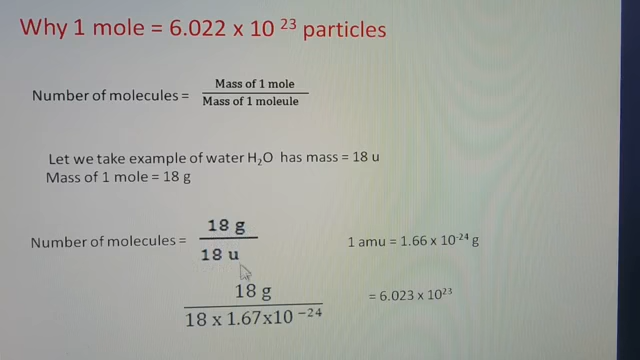 Why 1 mole = 6.022 x 10 23 particles
Number of molecules = Mass of 1 mole
Mass of 1 moleule
Let we take example of water H2O has mass = 18 u
Mass of 1 mole = 18 g
Number of molecules = 18 g
18 u
1 amu = 1.66 x 10-24 g
18 g
18 x 1.67x10 −24
= 6.023 x 1023